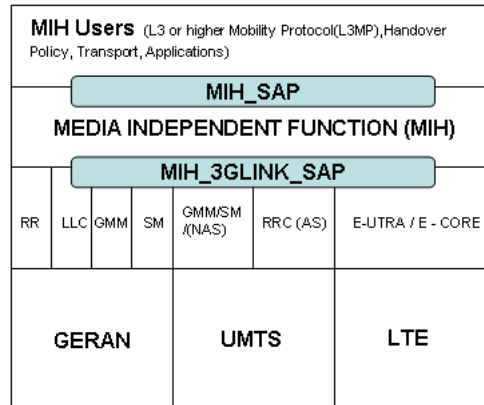 MIH Users (L3 or higher Mobility Protocol(L3MP),Handover
Policy, Transport, Applications)
MIH_SAP
MEDIA INDEPENDENT FUNCTION (MIH)
MIH_3GLINK_SAP
RR
LLC
GMM
SM
GMM/SM
/(NAS)
RRC (AS)
E-UTRA / E - CORE
GERAN
UMTS
LTE